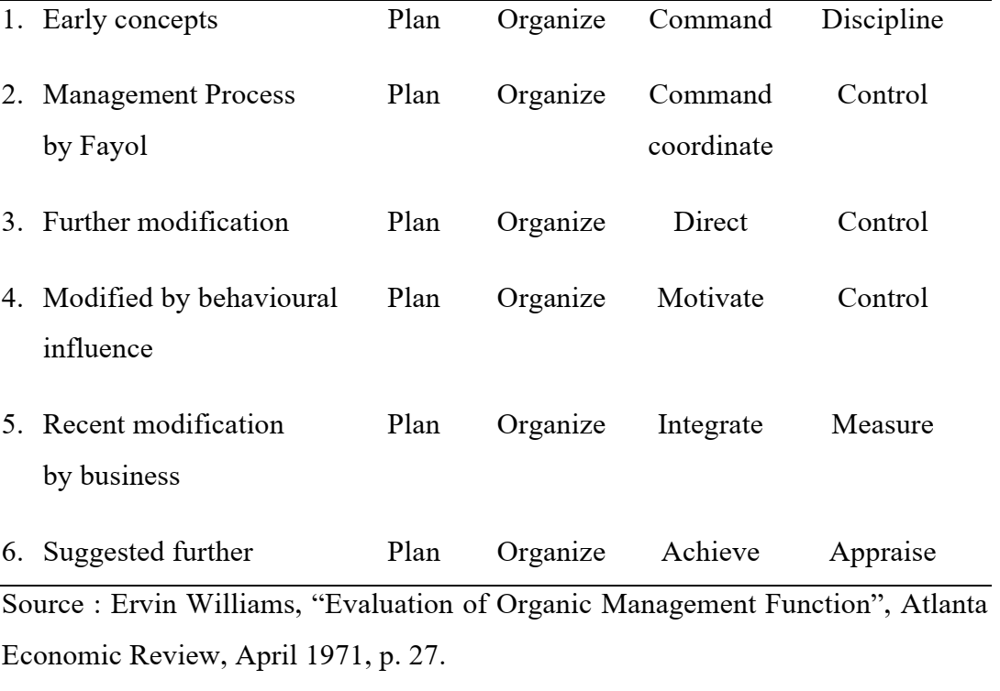 1. Early concepts Plan Organize Command Discipline
2. Management Process Plan Organize Command Control
by Fayol coordinate
3. Further modification Plan Organize Direct Control
4. Modified by behavioural Plan Organize Motivate Control
influence
5. Recent modification Plan Organize Integrate Measure
by business
6. Suggested further Plan Organize Achieve Appraise
Source : Ervin Williams, “Evaluation of Organic Management Function”, Atlanta
Economic Review, April 1971, p. 27.